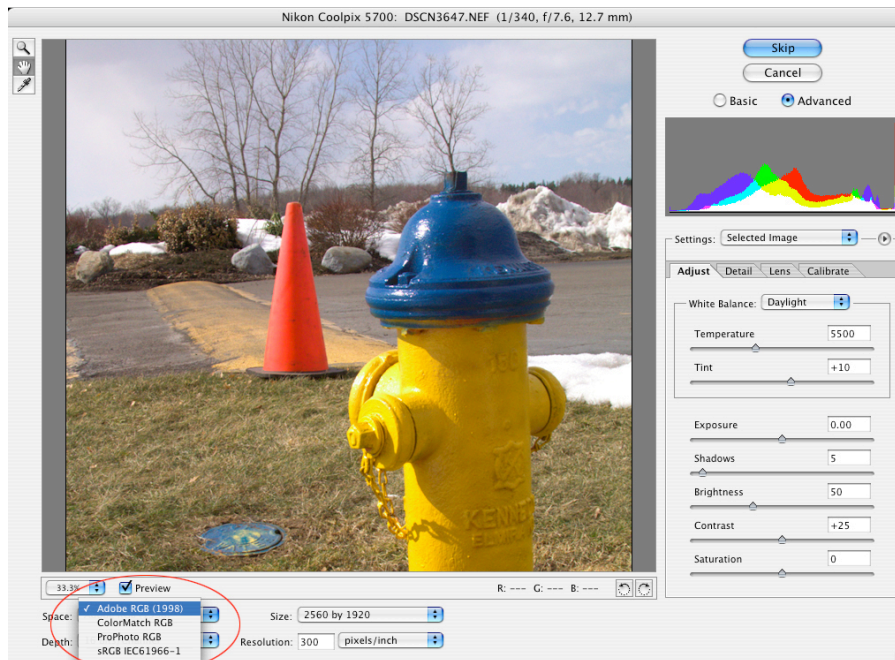 Nikon Coolpix 5700: DSCN3647.NEF (1/340, f/7.6, 12.7 mm)
Skip
Cancel
Basic Advanced
Settings: Selected Image
Adjust Detail Lens Calibrate
White Balance: Daylight
Temperature 5500
Tint +10
Exposure 0.00
Shadows 5
Brightness 50
Contrast +25
Saturation 0
33.3% Preview R: --- G: --- B: ---
Space: ✓ Adobe RGB (1998) Size: 2560 by 1920
ColorMatch RGB
Depth: ProPhoto RGB Resolution: 300 pixels/inch
sRGB IEC61966-1